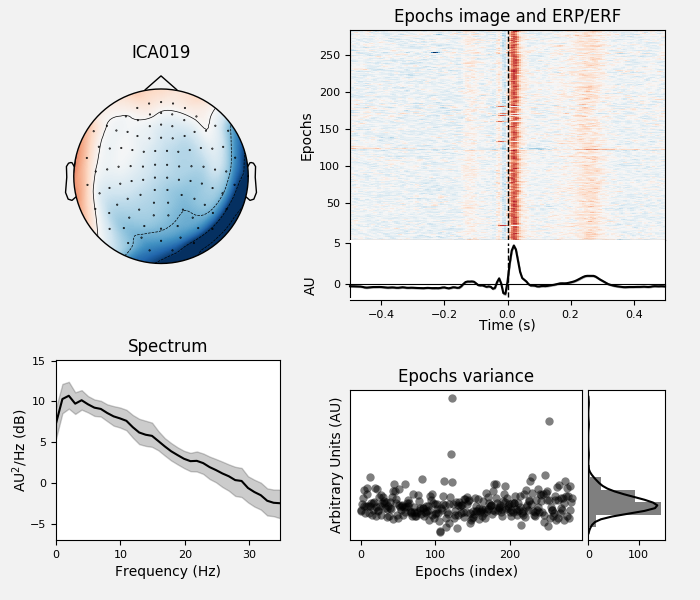 ICA019
Epochs image and ERP/ERF
Epochs
250
200
150
100
50
AU
5
0
−0.4 −0.2 0.0 0.2 0.4
Time (s)
Spectrum
AU²/Hz (dB)
15
10
5
0
−5
0 10 20 30
Frequency (Hz)
Epochs variance
Arbitrary Units (AU)
0 100 200
Epochs (index)
0 100